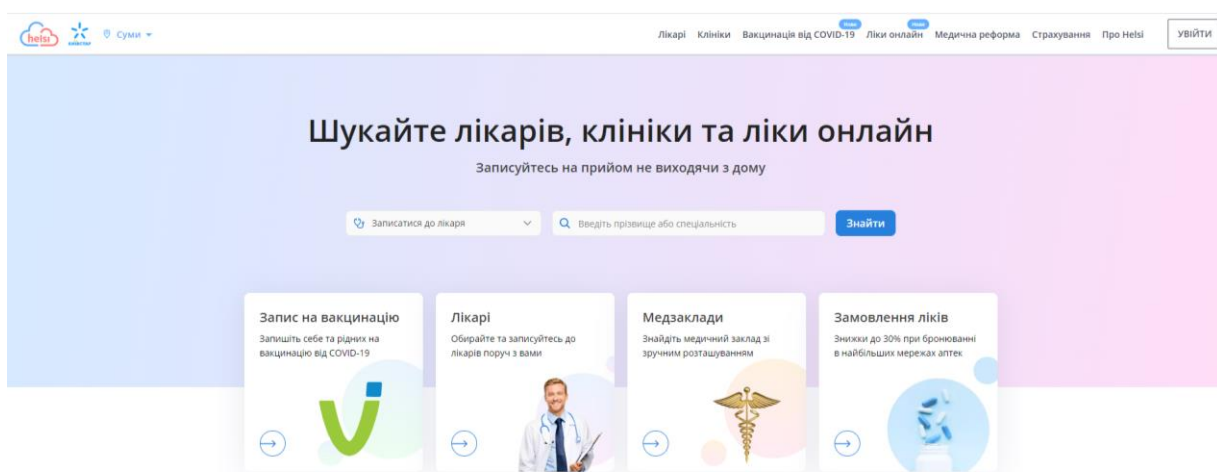 helsi
київстар
Суми
Лікарі Клініки Вакцинація від COVID-19 Ліки онлайн Медична реформа Страхування Про Helsi УВІЙТИ
Шукайте лікарів, клініки та ліки онлайн
Записуйтесь на прийом не виходячи з дому
Записатися до лікаря
Введіть прізвище або спеціальність
Знайти
Запис на вакцинацію
Запишіть себе та рідних на
вакцинацію від COVID-19
Лікарі
Обирайте та записуйтесь до
лікарів поруч з вами
Медзаклади
Знайдіть медичний заклад зі
зручним розташуванням
Замовлення ліків
Знижки до 30% при бронюванні
в найбільших мережах аптек